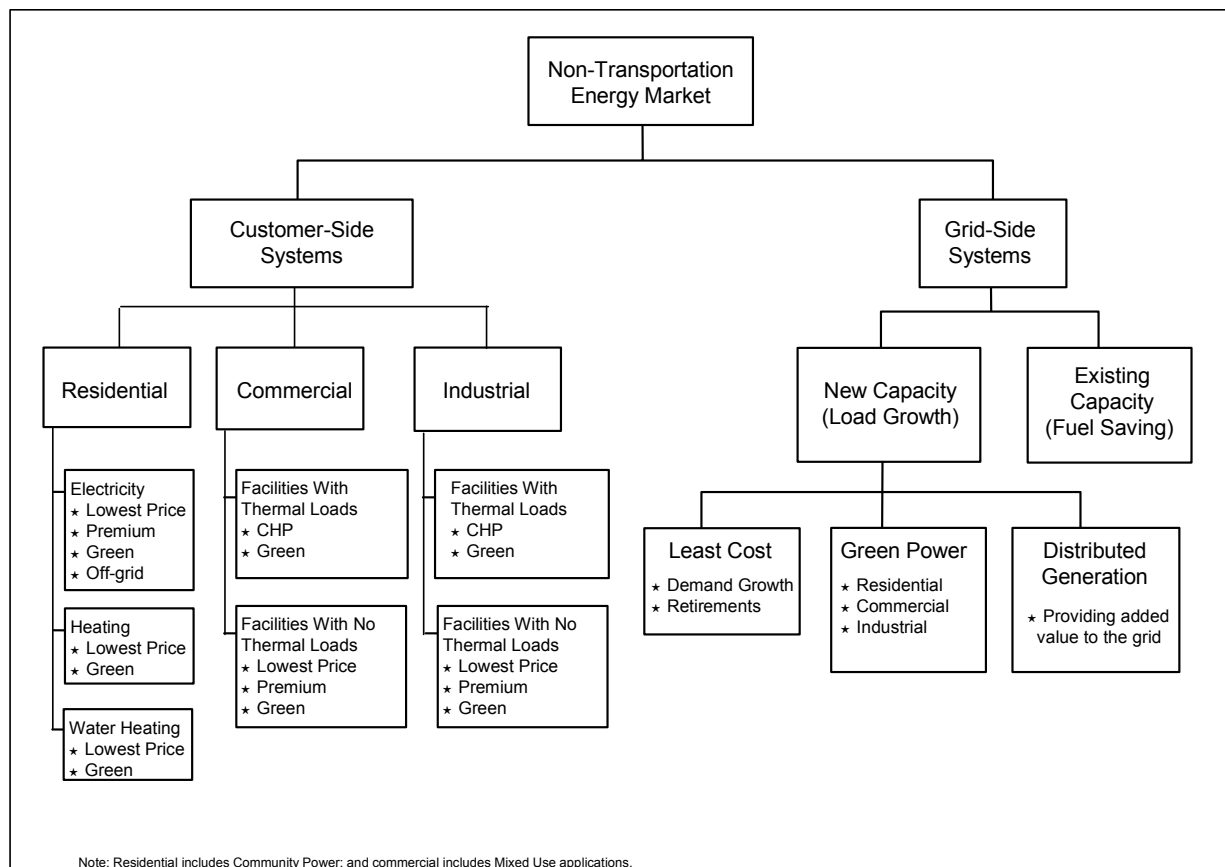 Non-Transportation
Energy Market
Customer-Side
Systems
Grid-Side
Systems
Residential
Commercial
Industrial
New Capacity
(Load Growth)
Existing
Capacity
(Fuel Saving)
Electricity
★ Lowest Price
★ Premium
★ Green
★ Off-grid
Heating
★ Lowest Price
★ Green
Water Heating
★ Lowest Price
★ Green
Facilities With
Thermal Loads
★ CHP
★ Green
Facilities With No
Thermal Loads
★ Lowest Price
★ Premium
★ Green
Facilities With
Thermal Loads
★ CHP
★ Green
Facilities With No
Thermal Loads
★ Lowest Price
★ Premium
★ Green
Least Cost
★ Demand Growth
★ Retirements
Green Power
★ Residential
★ Commercial
★ Industrial
Distributed
Generation
★ Providing added
value to the grid
Note: Residential includes Community Power; and commercial includes Mixed Use applications.